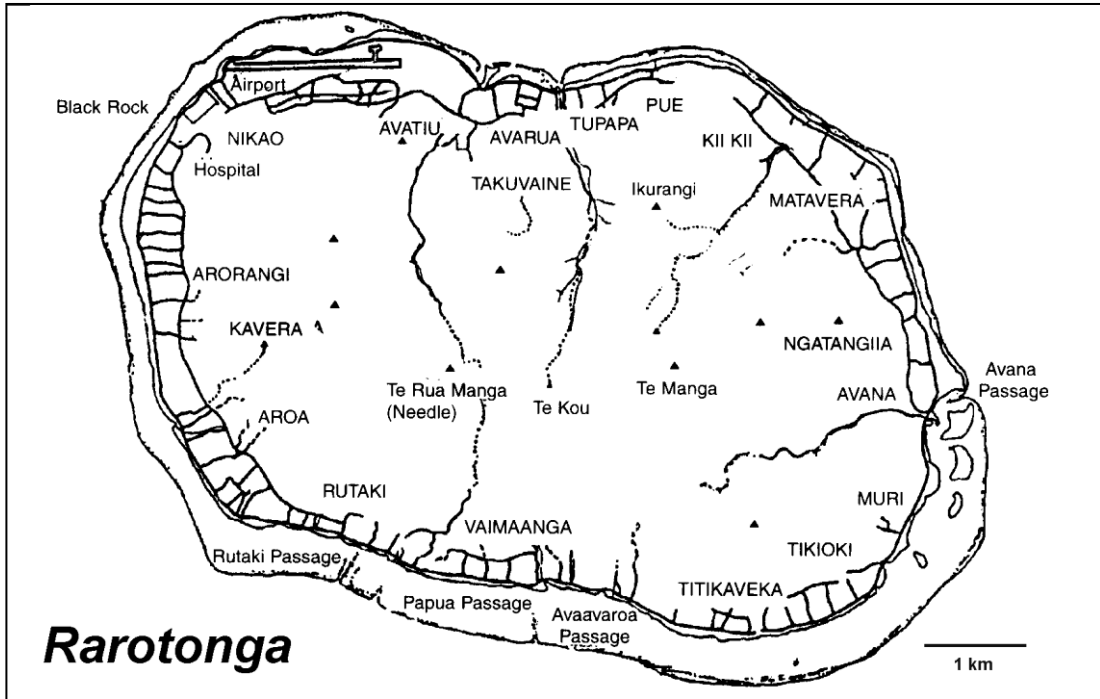 Airport
Black Rock
PUE
NIKAO
AVATIU
AVARUA
TUPAPA
KII KII
Hospital
TAKUVAINE
Ikurangi
MATAVERA
ARORANGI
KAVERA
NGATANGIIA
Avana
Passage
Te Rua Manga
(Needle)
Te Kou
Te Manga
AVANA
AROA
RUTAKI
MURI
VAIMAANGA
TIKIOKI
Rutaki Passage
TITIKAVEKA
Papua Passage
Avaavaroa
Passage
Rarotonga
1 km